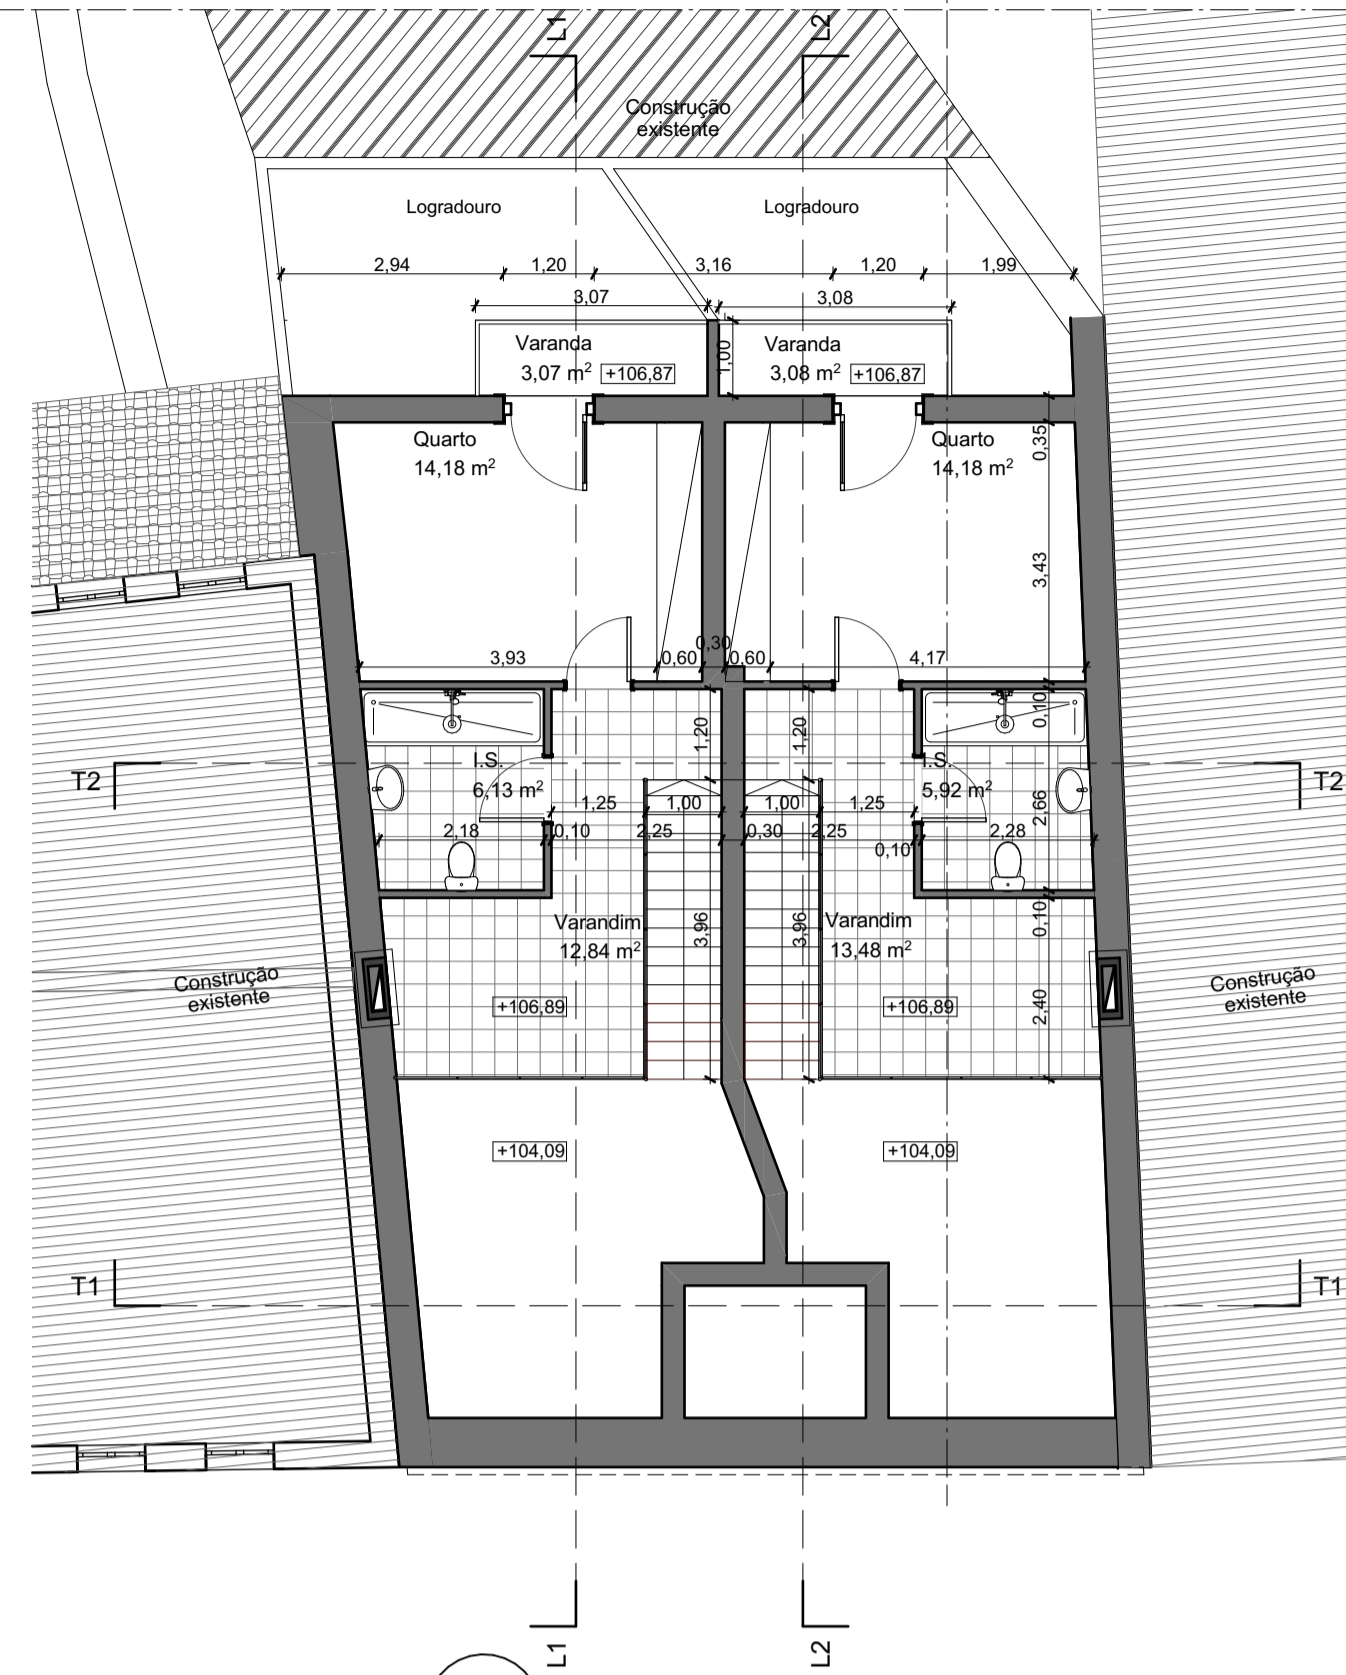 L1
L2
Construção
existente
Logradouro
Logradouro
2,94
1,20
3,16
1,20
1,99
3,07
3,08
Varanda
3,07 m²
+106,87
1,00
Varanda
3,08 m²
+106,87
Quarto
14,18 m²
Quarto
14,18 m²
0,35
3,43
3,93
0,60
0,30
0,60
4,17
0,10
1,20
1,20
T2
I.S.
6,13 m²
I.S.
5,92 m²
T2
1,25
1,00
1,00
1,25
2,66
2,18
0,10
2,25
0,30
2,25
0,10
2,28
Varandim
12,84 m²
3,96
3,96
Varandim
13,48 m²
0,10
Construção
existente
+106,89
+106,89
2,40
Construção
existente
+104,09
+104,09
T1
T1
L1
L2